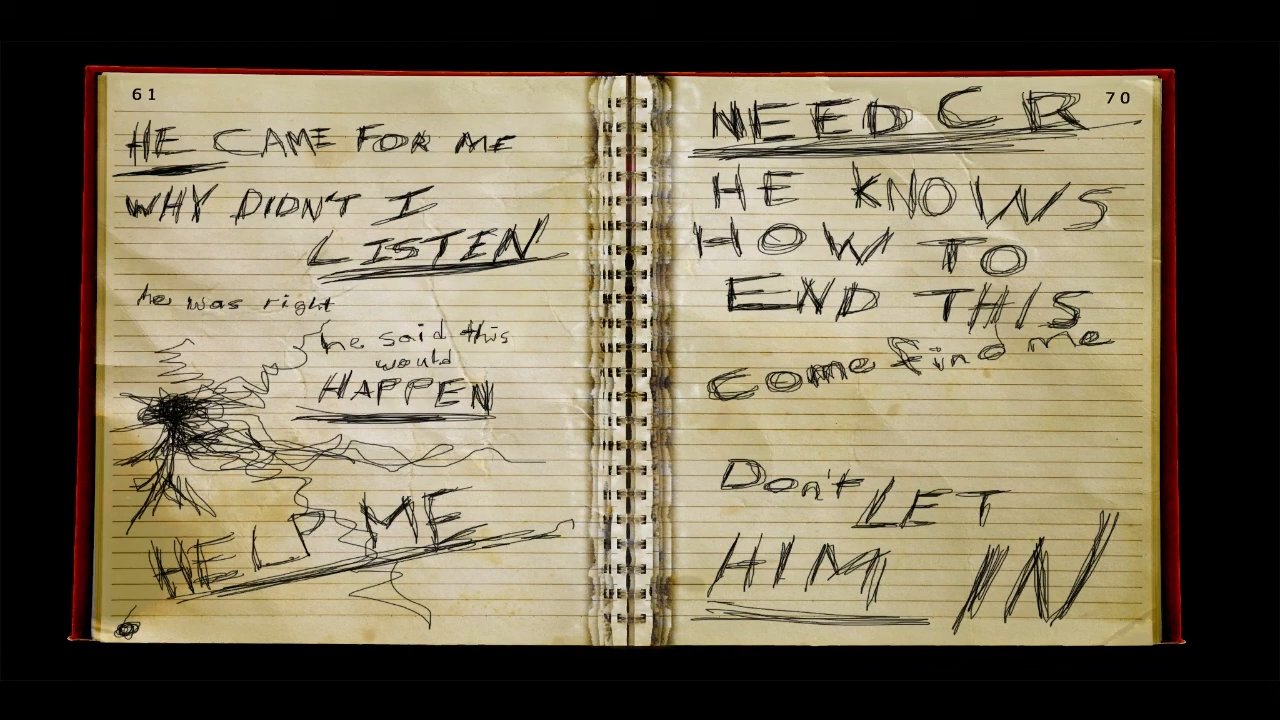 61
HE CAME FOR ME
WHY DIDN'T I
LISTEN
he was right
he said this
would
HAPPEN
HELP ME
70
NEED C R
HE KNOWS
HOW TO
END THIS
come find me
Don't LET
HIM IN